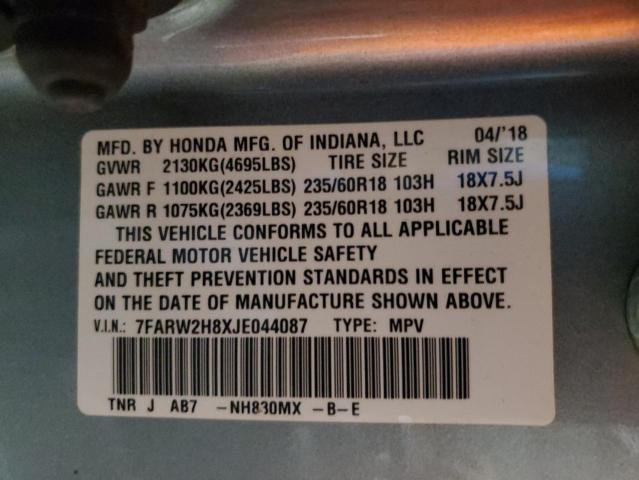 MFD. BY HONDA MFG. OF INDIANA, LLC 04/'18
GVWR 2130KG(4695LBS) TIRE SIZE RIM SIZE
GAWR F 1100KG(2425LBS) 235/60R18 103H 18X7.5J
GAWR R 1075KG(2369LBS) 235/60R18 103H 18X7.5J
THIS VEHICLE CONFORMS TO ALL APPLICABLE
FEDERAL MOTOR VEHICLE SAFETY
AND THEFT PREVENTION STANDARDS IN EFFECT
ON THE DATE OF MANUFACTURE SHOWN ABOVE.
V.I.N.: 7FARW2H8XJE044087 TYPE: MPV
TNR J AB7 -NH830MX -B-E